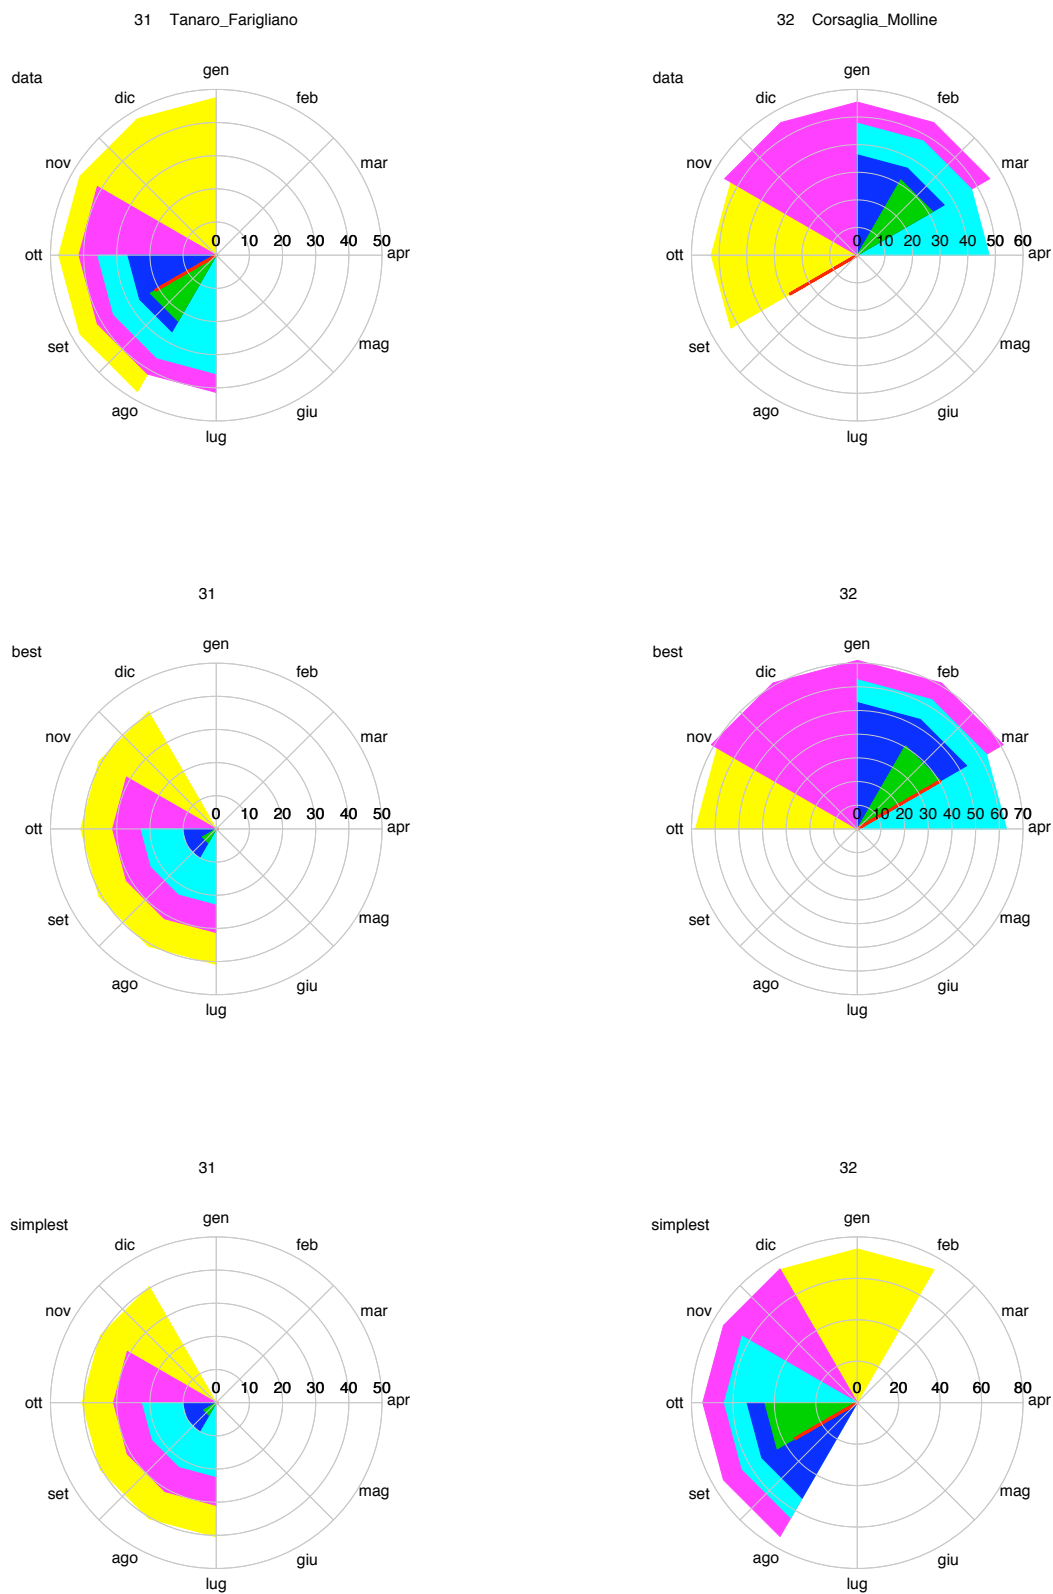 31 Tanaro_Farigliano
32 Corsaglia_Molline
data
gen
dic
feb
nov
mar
ott
0 10 20 30 40 50
apr
set
mag
ago
giu
lug
data
gen
dic
feb
nov
mar
ott
0 10 20 30 40 50 60
apr
set
mag
ago
giu
lug
31
32
best
gen
dic
feb
nov
mar
ott
0 10 20 30 40 50
apr
set
mag
ago
giu
lug
best
gen
dic
feb
nov
mar
ott
0 10 20 30 40 50 60 70
apr
set
mag
ago
giu
lug
31
32
simplest
gen
dic
feb
nov
mar
ott
0 10 20 30 40 50
apr
set
mag
ago
giu
lug
simplest
gen
dic
feb
nov
mar
ott
0 20 40 60 80
apr
set
mag
ago
giu
lug